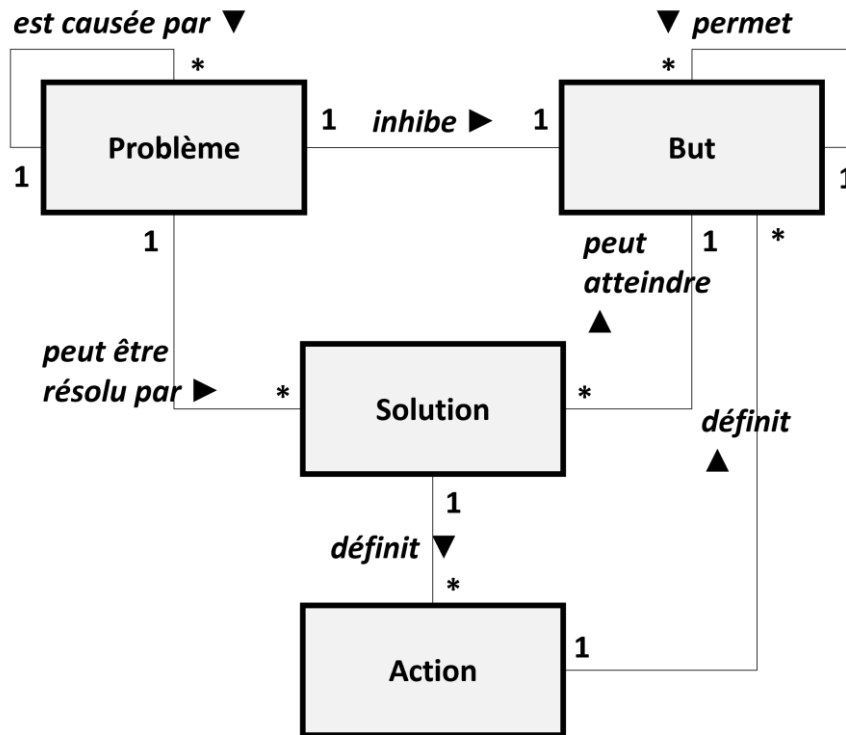 est causée par ▼
▼ permet
*
*
Problème
1
inhibe ►
1
But
1
1
1
peut
atteindre
▲
1
*
peut être
résolu par ►
*
Solution
*
définit
▲
1
définit ▼
*
Action
1